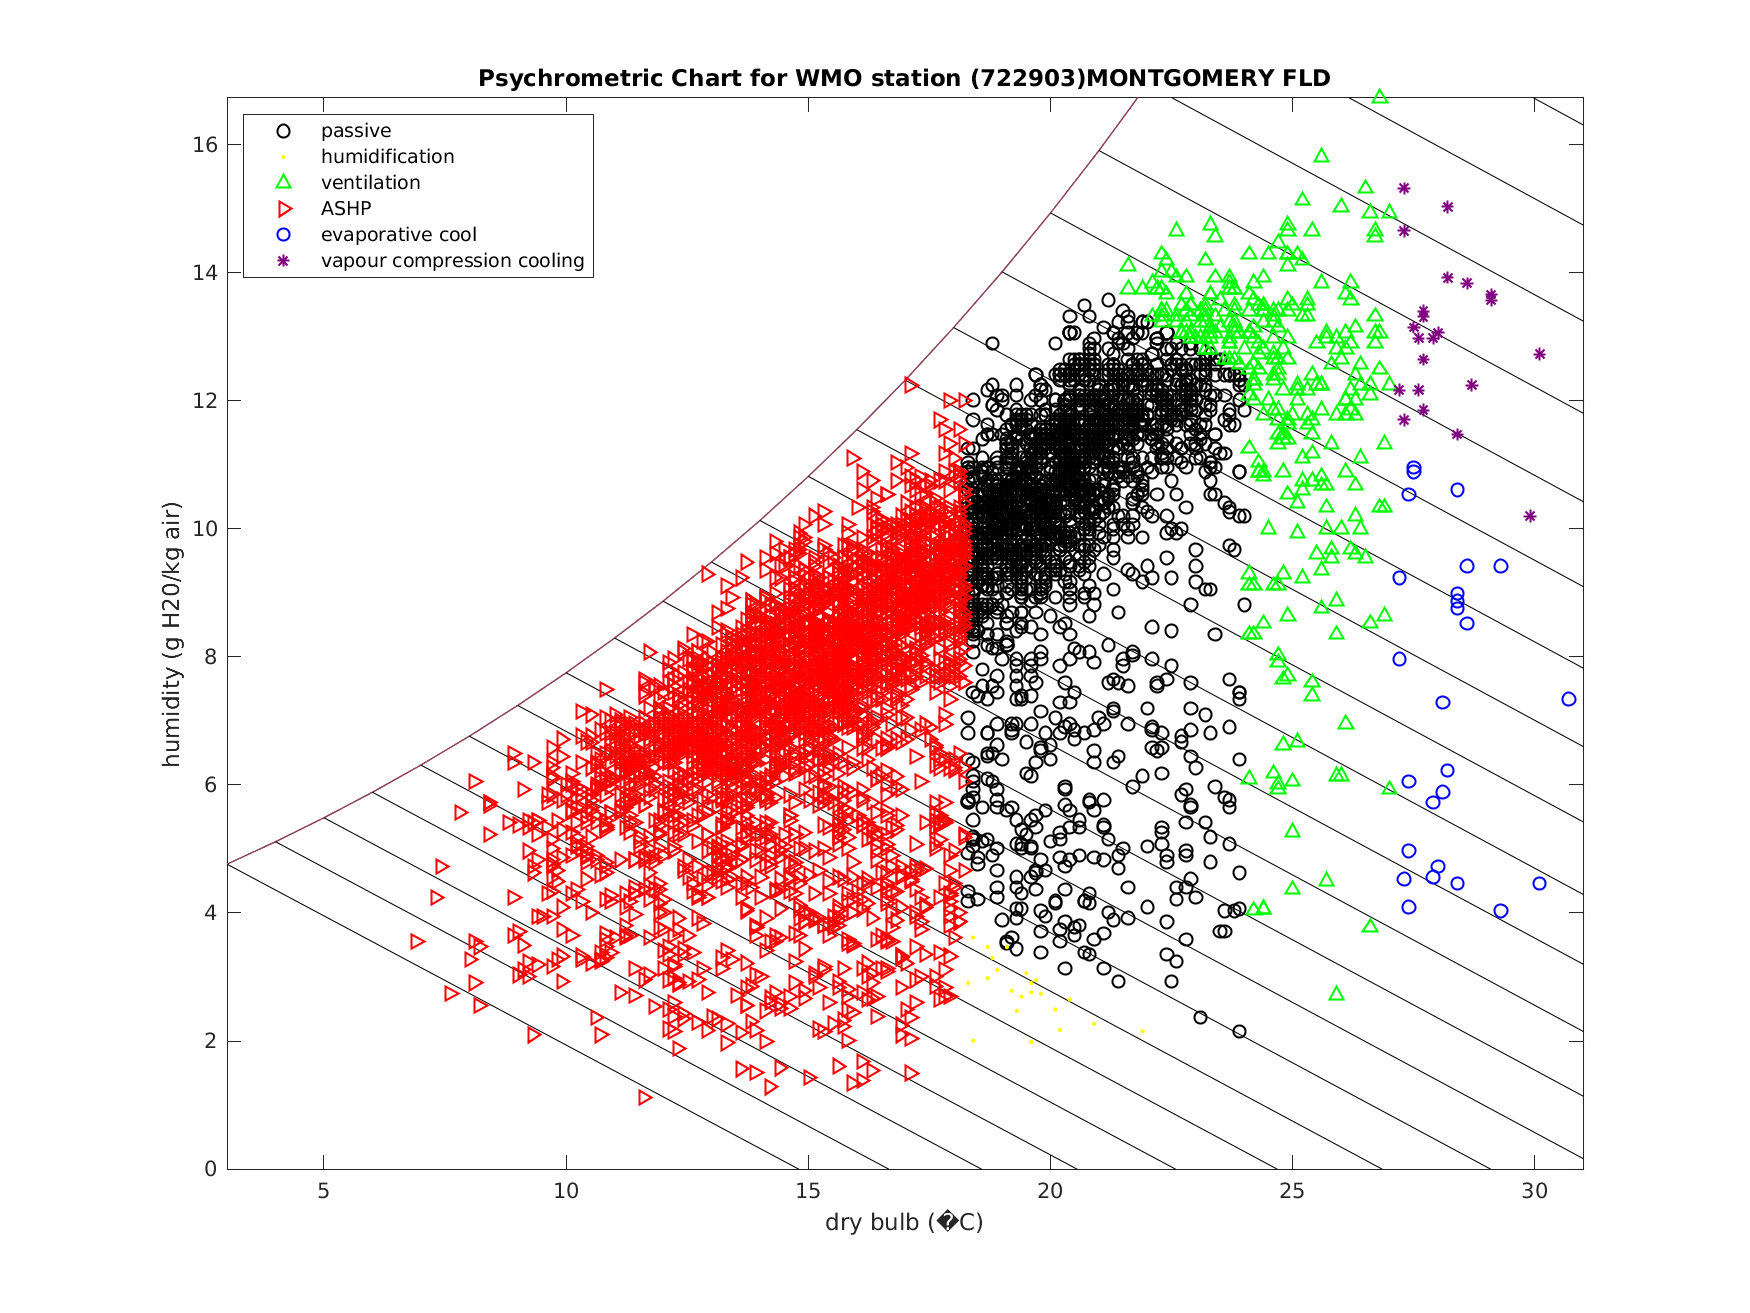 Psychrometric Chart for WMO station (722903)MONTGOMERY FLD
passive
humidification
ventilation
ASHP
evaporative cool
vapour compression cooling
humidity (g H20/kg air)
16
14
12
10
8
6
4
2
0
5 10 15 20 25 30
dry bulb (�C)